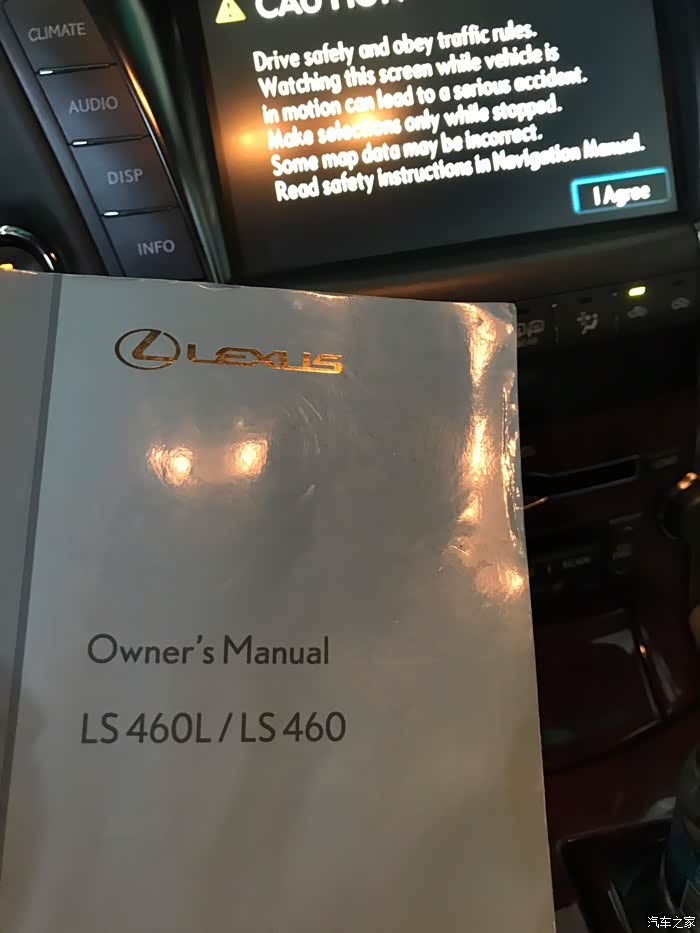 CLIMATE
AUDIO
DISP
INFO
CAUTION
Drive safely and obey traffic rules.
Watching this screen while vehicle is
in motion can lead to a serious accident.
Make selections only while stopped.
Some map data may be incorrect.
Read safety instructions in Navigation Manual.
I Agree
LEXUS
SCAN
Owner's Manual
LS 460L / LS 460
汽车之家